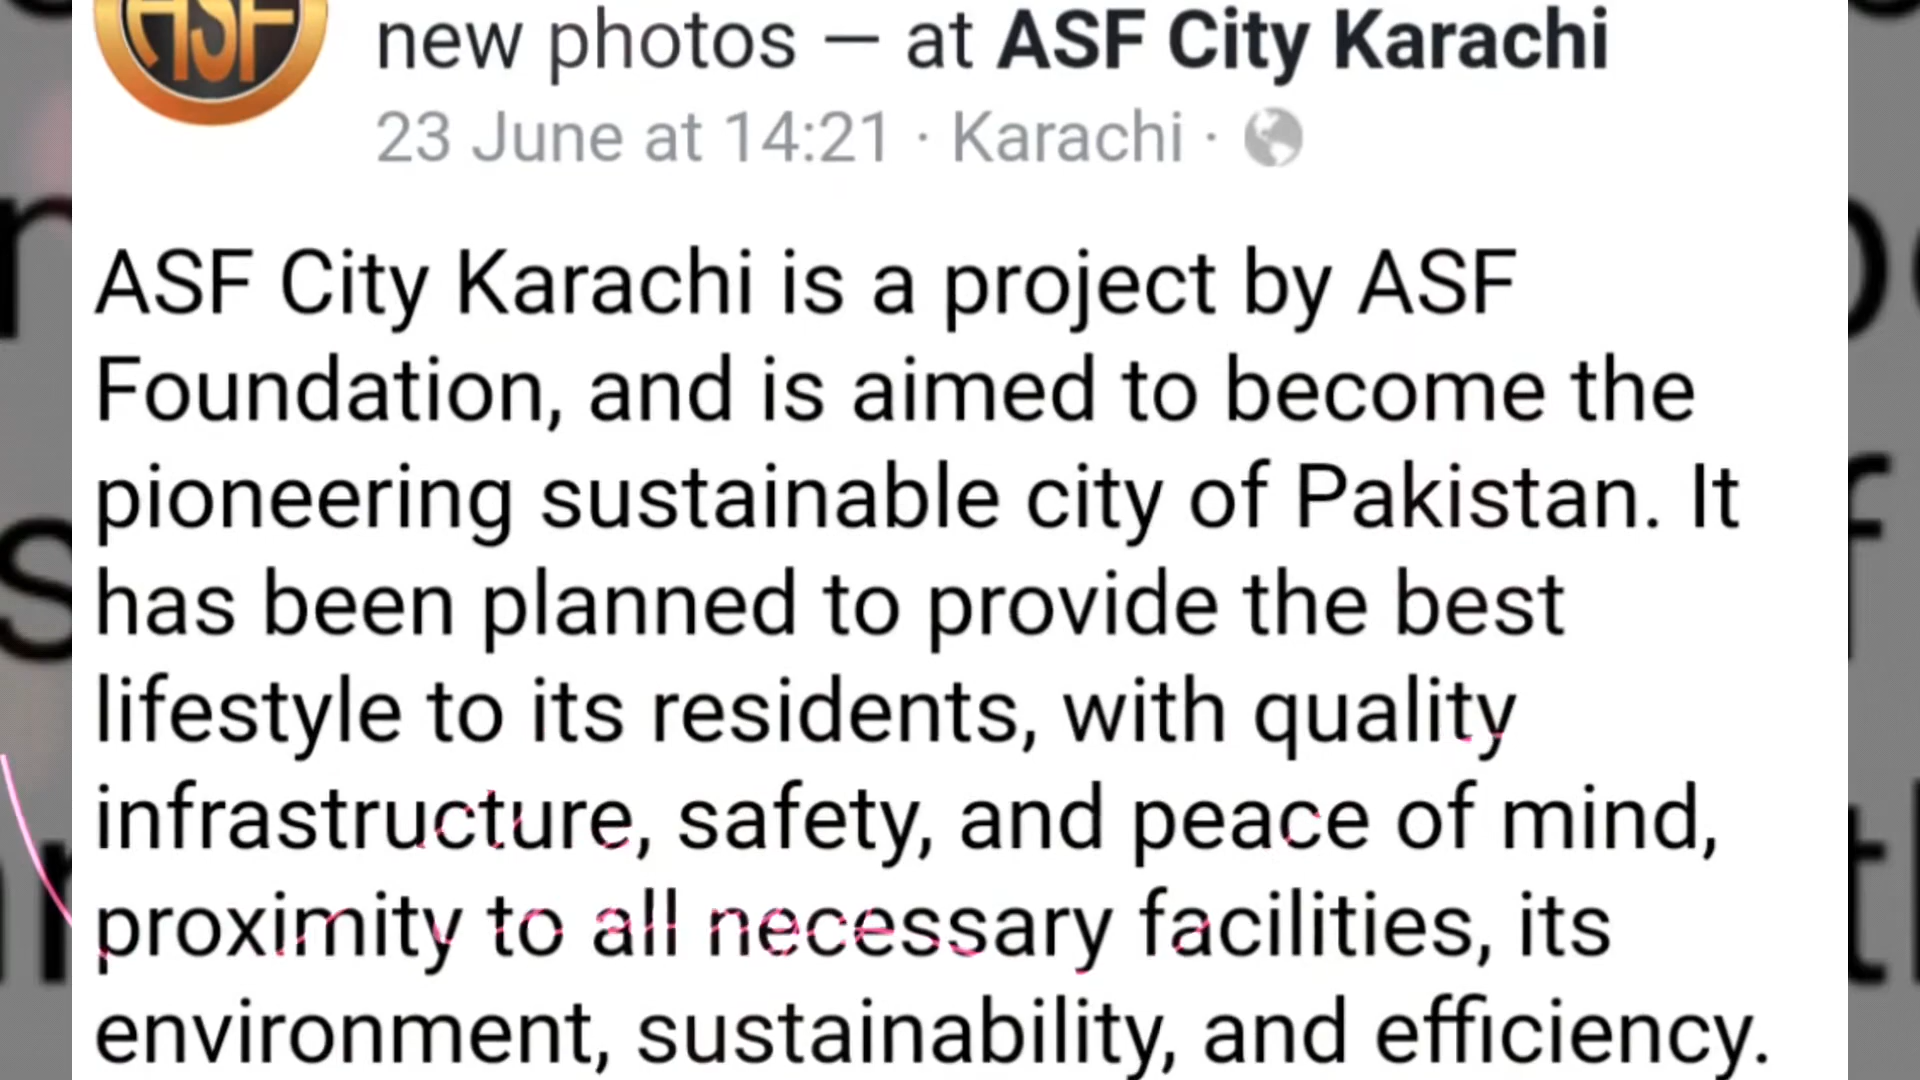 ASF
new photos — at ASF City Karachi
23 June at 14:21 · Karachi ·
ASF City Karachi is a project by ASF
Foundation, and is aimed to become the
pioneering sustainable city of Pakistan. It
has been planned to provide the best
lifestyle to its residents, with quality
infrastructure, safety, and peace of mind,
proximity to all necessary facilities, its
environment, sustainability, and efficiency.